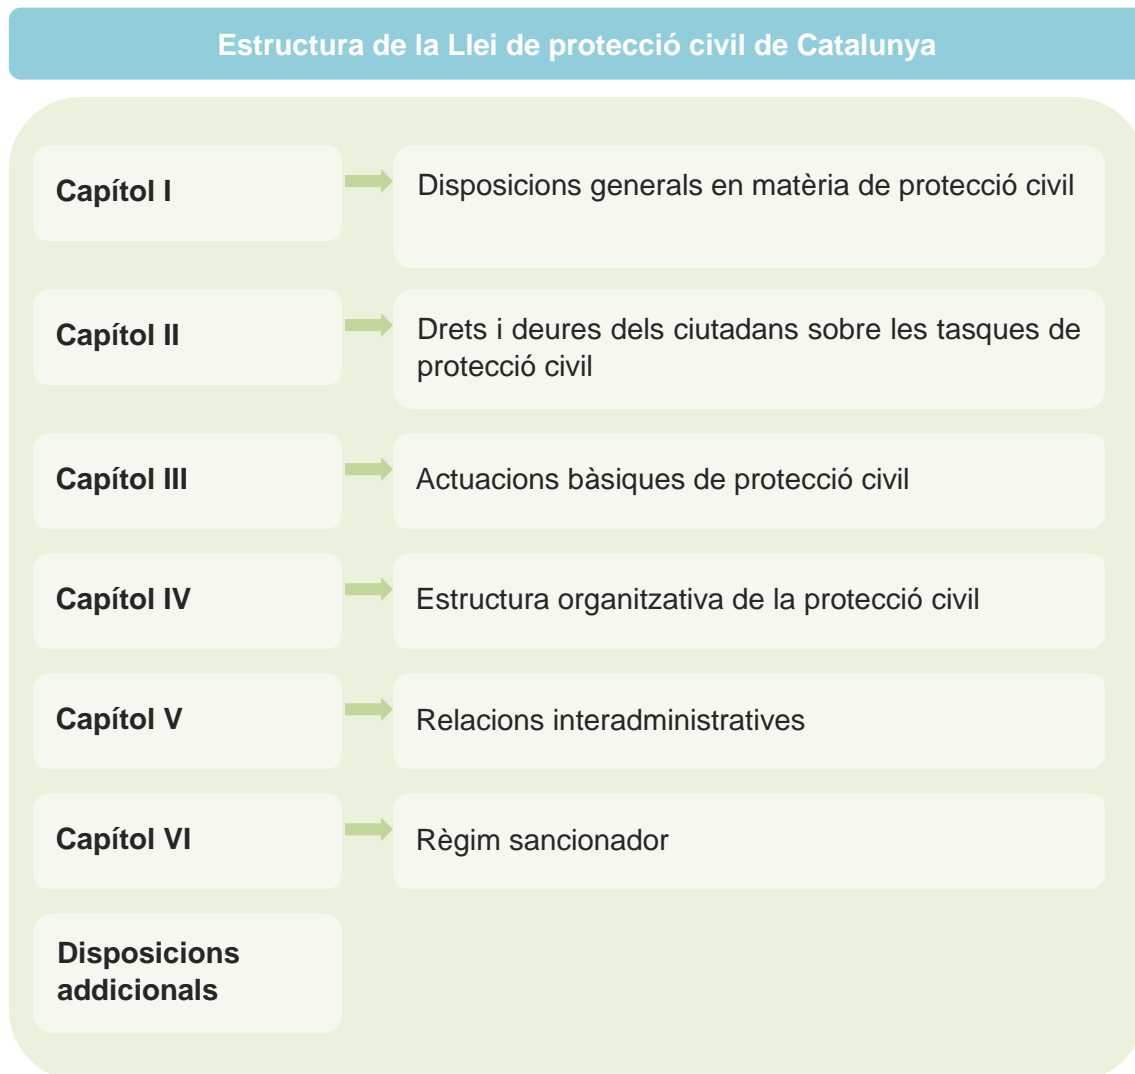 Estructura de la Llei de protecció civil de Catalunya
Capítol I
Disposicions generals en matèria de protecció civil
Capítol II
Drets i deures dels ciutadans sobre les tasques de
protecció civil
Capítol III
Actuacions bàsiques de protecció civil
Capítol IV
Estructura organitzativa de la protecció civil
Capítol V
Relacions interadministratives
Capítol VI
Règim sancionador
Disposicions
addicionals